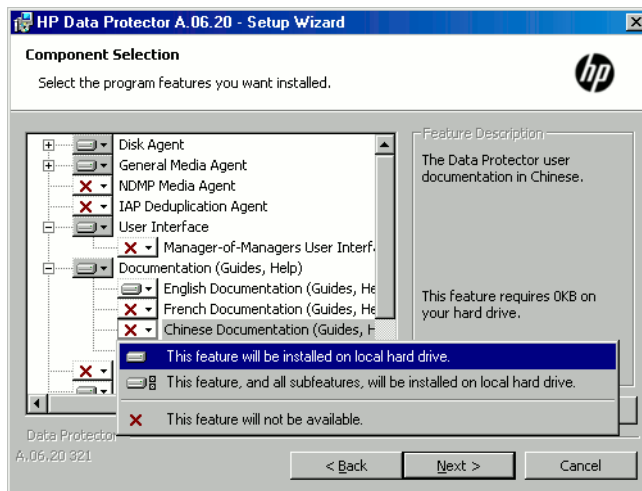 HP Data Protector A.06.20 - Setup Wizard
Component Selection
Select the program features you want installed.
hp
Disk Agent
General Media Agent
NDMP Media Agent
IAP Deduplication Agent
User Interface
Manager-of-Managers User Interf
Documentation (Guides, Help)
English Documentation (Guides, He
French Documentation (Guides, He
Chinese Documentation (Guides, H
Feature Description
The Data Protector user
documentation in Chinese.
This feature requires 0KB on
your hard drive.
This feature will be installed on local hard drive.
This feature, and all subfeatures, will be installed on local hard drive.
This feature will not be available.
Data Protector
A.06.20 321
< Back
Next >
Cancel